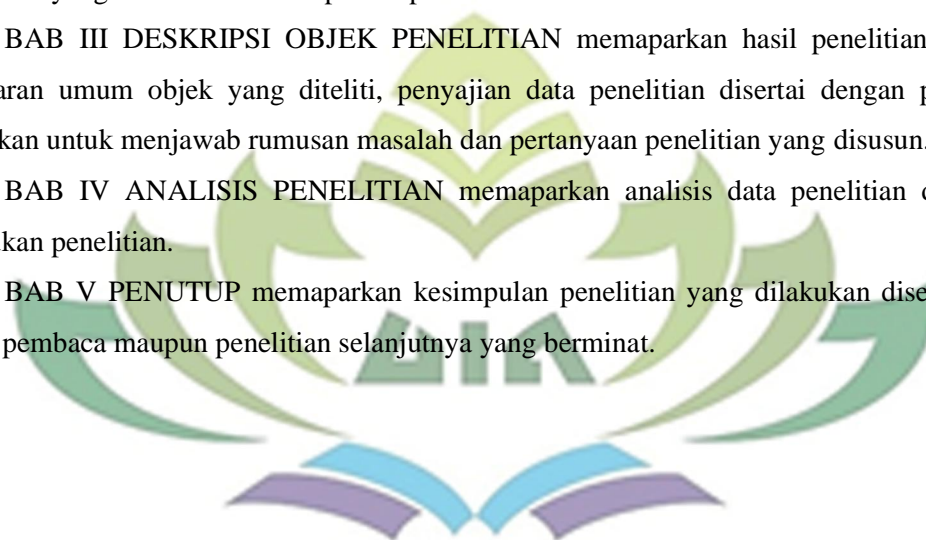 BAB III DESKRIPSI OBJEK PENELITIAN memaparkan hasil penelitian
aran umum objek yang diteliti, penyajian data penelitian disertai dengan p
kan untuk menjawab rumusan masalah dan pertanyaan penelitian yang disusun.
BAB IV ANALISIS PENELITIAN memaparkan analisis data penelitian d
kan penelitian.
BAB V PENUTUP memaparkan kesimpulan penelitian yang dilakukan dise
pembaca maupun penelitian selanjutnya yang berminat.